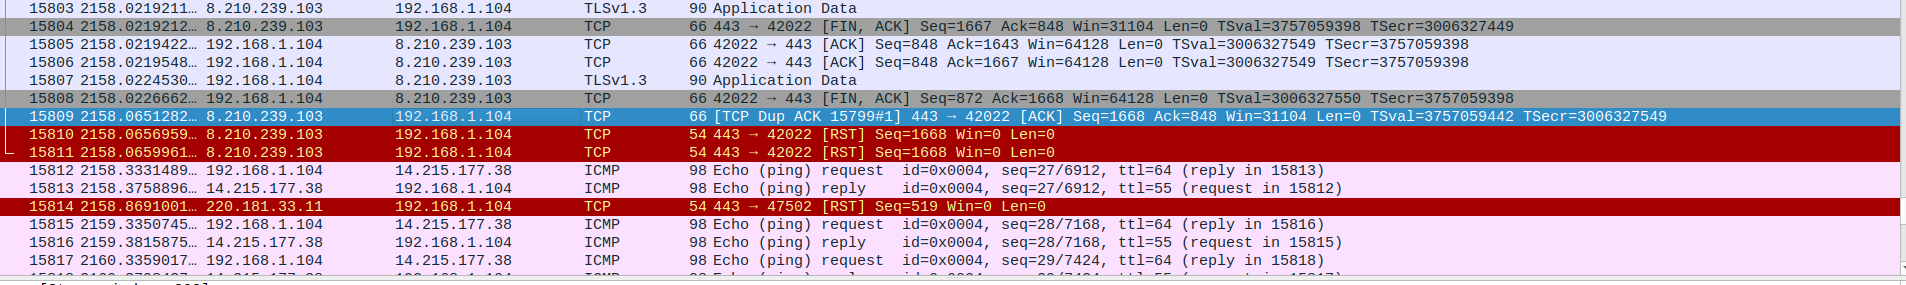 15803 2158.0219211… 8.210.239.103 192.168.1.104 TLSv1.3 90 Application Data
15804 2158.0219212… 8.210.239.103 192.168.1.104 TCP 66 443 → 42022 [FIN, ACK] Seq=1667 Ack=848 Win=31104 Len=0 TSval=3757059398 TSecr=3006327449
15805 2158.0219422… 192.168.1.104 8.210.239.103 TCP 66 42022 → 443 [ACK] Seq=848 Ack=1643 Win=64128 Len=0 TSval=3006327549 TSecr=3757059398
15806 2158.0219548… 192.168.1.104 8.210.239.103 TCP 66 42022 → 443 [ACK] Seq=848 Ack=1667 Win=64128 Len=0 TSval=3006327549 TSecr=3757059398
15807 2158.0224530… 192.168.1.104 8.210.239.103 TLSv1.3 90 Application Data
15808 2158.0226662… 192.168.1.104 8.210.239.103 TCP 66 42022 → 443 [FIN, ACK] Seq=872 Ack=1668 Win=64128 Len=0 TSval=3006327550 TSecr=3757059398
15809 2158.0651282… 8.210.239.103 192.168.1.104 TCP 66 [TCP Dup ACK 15799#1] 443 → 42022 [ACK] Seq=1668 Ack=848 Win=31104 Len=0 TSval=3757059442 TSecr=3006327549
15810 2158.0656959… 8.210.239.103 192.168.1.104 TCP 54 443 → 42022 [RST] Seq=1668 Win=0 Len=0
15811 2158.0659961… 8.210.239.103 192.168.1.104 TCP 54 443 → 42022 [RST] Seq=1668 Win=0 Len=0
15812 2158.3331489… 192.168.1.104 14.215.177.38 ICMP 98 Echo (ping) request id=0x0004, seq=27/6912, ttl=64 (reply in 15813)
15813 2158.3758896… 14.215.177.38 192.168.1.104 ICMP 98 Echo (ping) reply id=0x0004, seq=27/6912, ttl=55 (request in 15812)
15814 2158.8691001… 220.181.33.11 192.168.1.104 TCP 54 443 → 47502 [RST] Seq=519 Win=0 Len=0
15815 2159.3350745… 192.168.1.104 14.215.177.38 ICMP 98 Echo (ping) request id=0x0004, seq=28/7168, ttl=64 (reply in 15816)
15816 2159.3815875… 14.215.177.38 192.168.1.104 ICMP 98 Echo (ping) reply id=0x0004, seq=28/7168, ttl=55 (request in 15815)
15817 2160.3359017… 192.168.1.104 14.215.177.38 ICMP 98 Echo (ping) request id=0x0004, seq=29/7424, ttl=64 (reply in 15818)